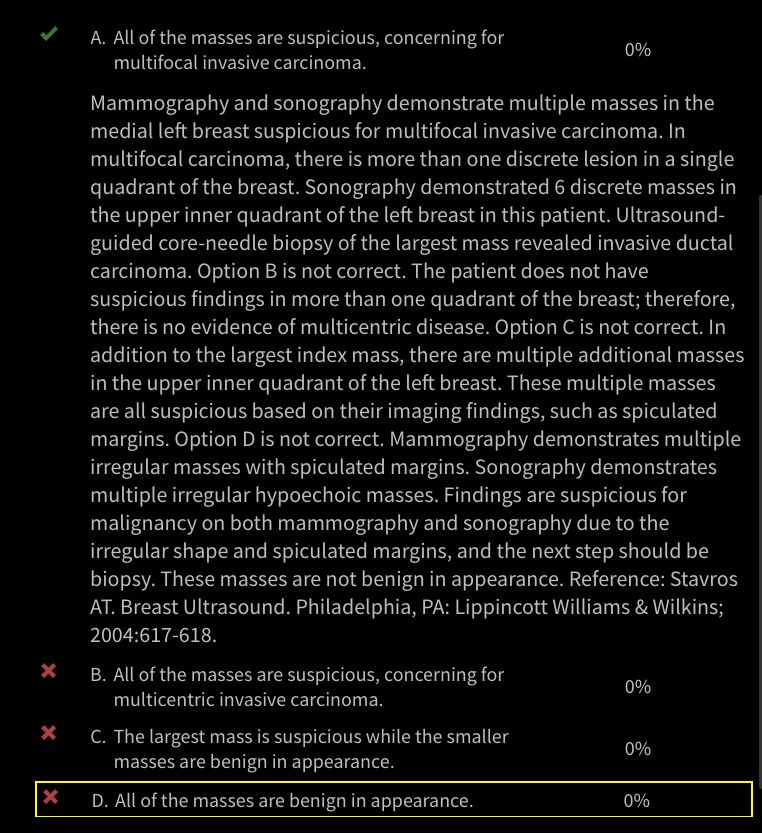 A. All of the masses are suspicious, concerning for
multifocal invasive carcinoma.
0%
Mammography and sonography demonstrate multiple masses in the
medial left breast suspicious for multifocal invasive carcinoma. In
multifocal carcinoma, there is more than one discrete lesion in a single
quadrant of the breast. Sonography demonstrated 6 discrete masses in
the upper inner quadrant of the left breast in this patient. Ultrasound-
guided core-needle biopsy of the largest mass revealed invasive ductal
carcinoma. Option B is not correct. The patient does not have
suspicious findings in more than one quadrant of the breast; therefore,
there is no evidence of multicentric disease. Option C is not correct. In
addition to the largest index mass, there are multiple additional masses
in the upper inner quadrant of the left breast. These multiple masses
are all suspicious based on their imaging findings, such as spiculated
margins. Option D is not correct. Mammography demonstrates multiple
irregular masses with spiculated margins. Sonography demonstrates
multiple irregular hypoechoic masses. Findings are suspicious for
malignancy on both mammography and sonography due to the
irregular shape and spiculated margins, and the next step should be
biopsy. These masses are not benign in appearance. Reference: Stavros
AT. Breast Ultrasound. Philadelphia, PA: Lippincott Williams & Wilkins;
2004:617-618.
B. All of the masses are suspicious, concerning for
multicentric invasive carcinoma.
0%
C. The largest mass is suspicious while the smaller
masses are benign in appearance.
0%
D. All of the masses are benign in appearance.
0%